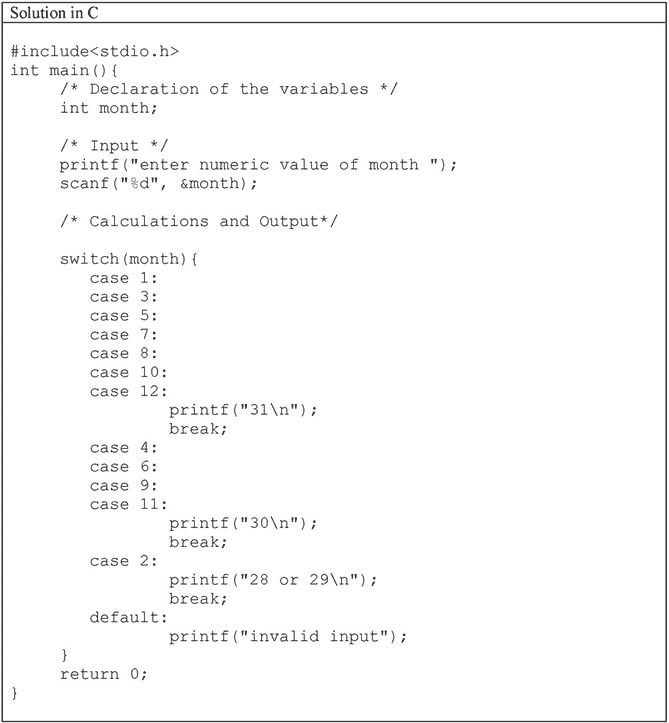 Solution in C
#include<stdio.h>
int main(){
/* Declaration of the variables */
int month;
/* Input */
printf("enter numeric value of month ");
scanf("%d", &month);
/* Calculations and Output*/
switch(month){
case 1:
case 3:
case 5:
case 7:
case 8:
case 10:
case 12:
printf("31\n");
break;
case 4:
case 6:
case 9:
case 11:
printf("30\n");
break;
case 2:
printf("28 or 29\n");
break;
default:
printf("invalid input");
}
return 0;
}